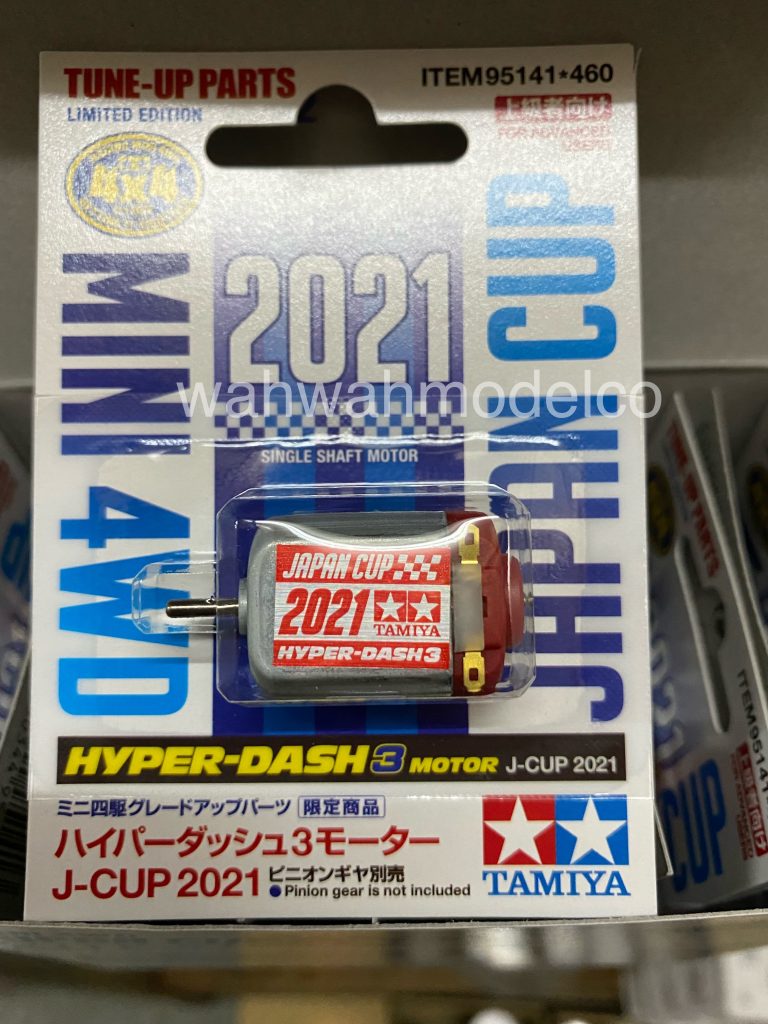 TUNE-UP PARTS
ITEM95141*460
LIMITED EDITION
上級者向け
FOR ADVANCED
USERS
MINI 4WD
JAPAN CUP
2021
wahwahmodelco
SINGLE SHAFT MOTOR
JAPAN CUP
2021
TAMIYA
HYPER-DASH3
HYPER-DASH3 MOTOR J-CUP 2021
ミニ四駆グレードアップパーツ 限定商品
ハイパーダッシュ3モーター
J-CUP 2021 ピニオンギヤ別売
●Pinion gear is not included
TAMIYA
ITEM95141
CUP